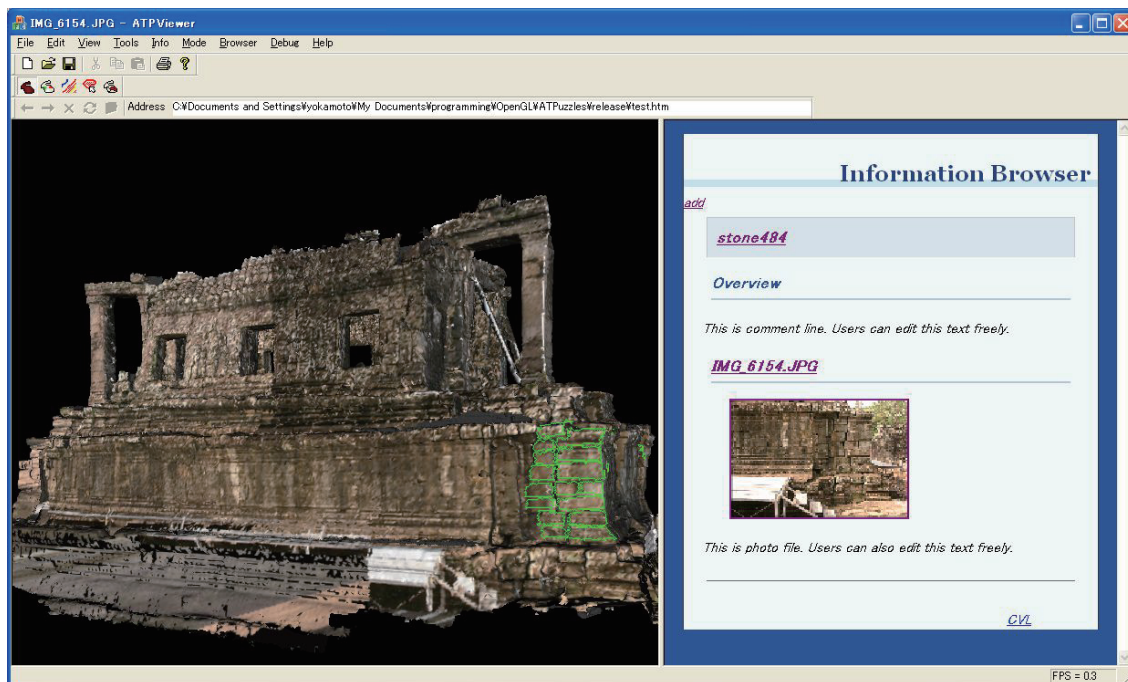 IMG_6154.JPG - ATPViewer
File Edit View Tools Info Mode Browser Debug Help
Address C:¥Documents and Settings¥yokamoto¥My Documents¥programming¥OpenGL¥ATPuzzles¥release¥test.htm
Information Browser
add
stone484
Overview
This is comment line. Users can edit this text freely.
IMG_6154.JPG
This is photo file. Users can also edit this text freely.
CVL
FPS = 0.3